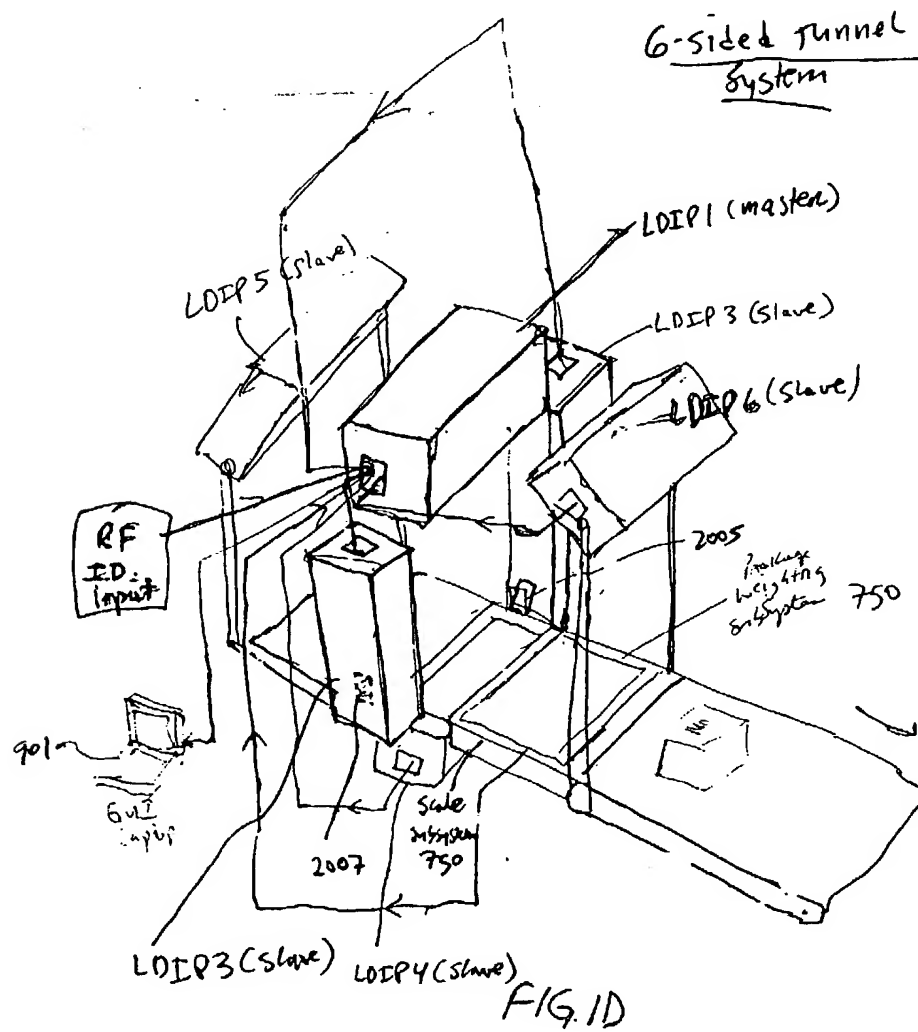 6-sided Tunnel
System
LDIP1 (master)
LDIP5 (slave)
LDIP3 (slave)
LDIP6 (slave)
RF
I.D.
Input
2005
Package
weighing
subsystem 750
901
GUI
input
Scale
subsystem
750
2007
LDIP3 (slave)
LDIP4 (slave)
FIG. 1D